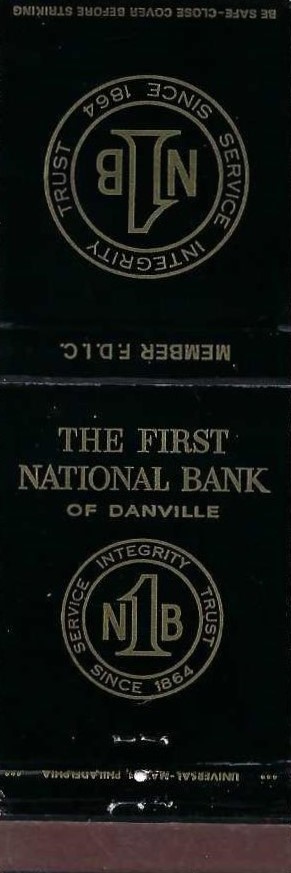 BE SAFE-CLOSE COVER BEFORE STRIKING
SERVICE INTEGRITY TRUST
N1B
SINCE 1864
MEMBER F.D.I.C.
THE FIRST
NATIONAL BANK
OF DANVILLE
SERVICE INTEGRITY TRUST
N1B
SINCE 1864
*** UNIVERSAL- PHILADELPHIA ***